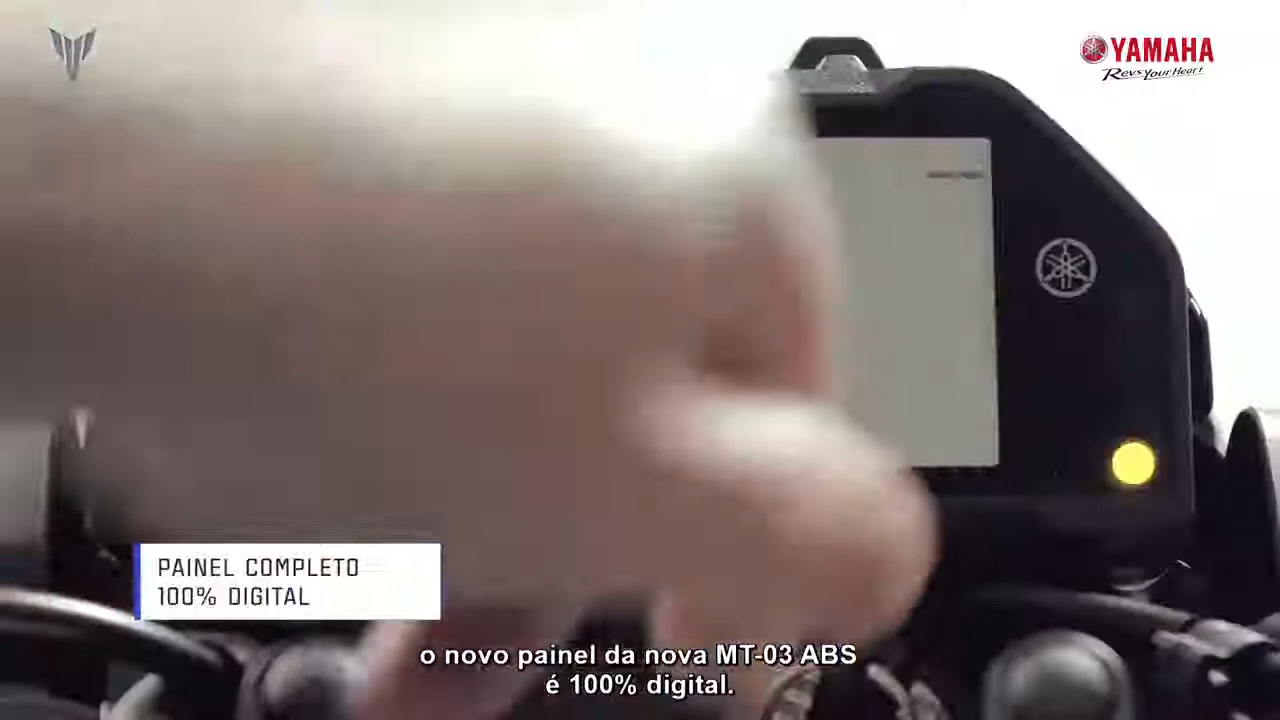 YAMAHA
Revs Your Heart
PAINEL COMPLETO
100% DIGITAL
o novo painel da nova MT-03 ABS
é 100% digital.